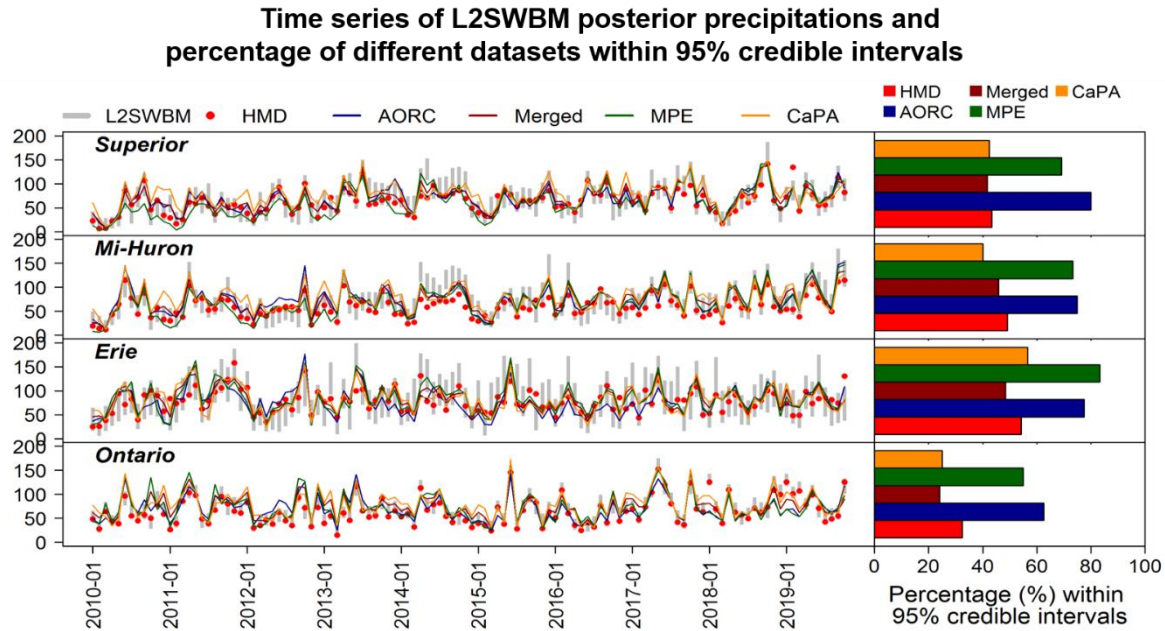 Time series of L2SWBM posterior precipitations and
percentage of different datasets within 95% credible intervals
L2SWBM HMD AORC Merged MPE CaPA
HMD Merged CaPA
AORC MPE
Superior
200
150
100
50
0
Mi-Huron
200
150
100
50
0
Erie
200
150
100
50
0
Ontario
200
150
100
50
0
2010-01 2011-01 2012-01 2013-01 2014-01 2015-01 2016-01 2017-01 2018-01 2019-01
0 20 40 60 80 100
Percentage (%) within
95% credible intervals